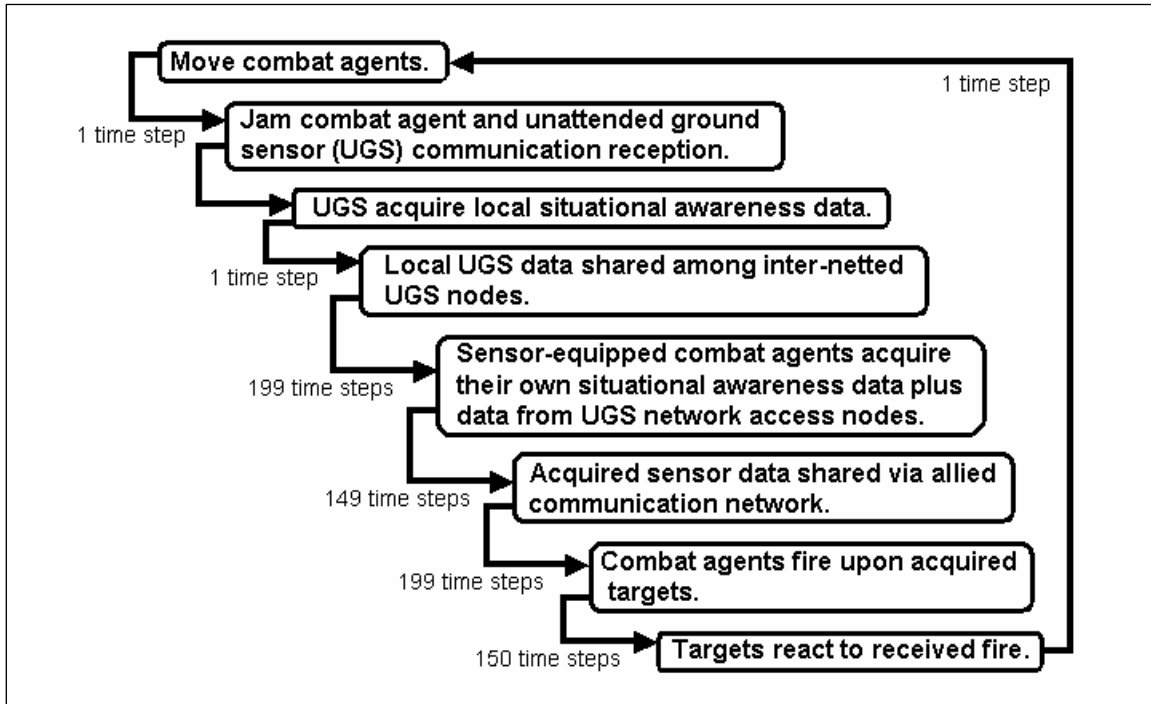 Move combat agents.
1 time step
1 time step
Jam combat agent and unattended ground
sensor (UGS) communication reception.
UGS acquire local situational awareness data.
1 time step
Local UGS data shared among inter-netted
UGS nodes.
199 time steps
Sensor-equipped combat agents acquire
their own situational awareness data plus
data from UGS network access nodes.
149 time steps
Acquired sensor data shared via allied
communication network.
199 time steps
Combat agents fire upon acquired
targets.
150 time steps
Targets react to received fire.